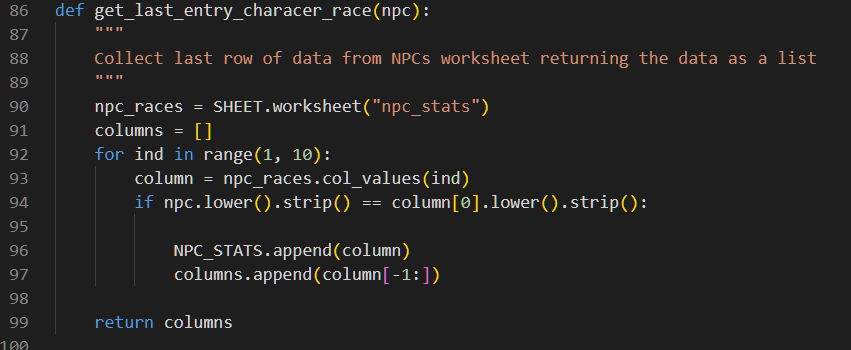 86 def get_last_entry_characer_race(npc):
87 """
88 Collect last row of data from NPCs worksheet returning the data as a list
89 """
90 npc_races = SHEET.worksheet("npc_stats")
91 columns = []
92 for ind in range(1, 10):
93 column = npc_races.col_values(ind)
94 if npc.lower().strip() == column[0].lower().strip():
95
96 NPC_STATS.append(column)
97 columns.append(column[-1:])
98
99 return columns
100